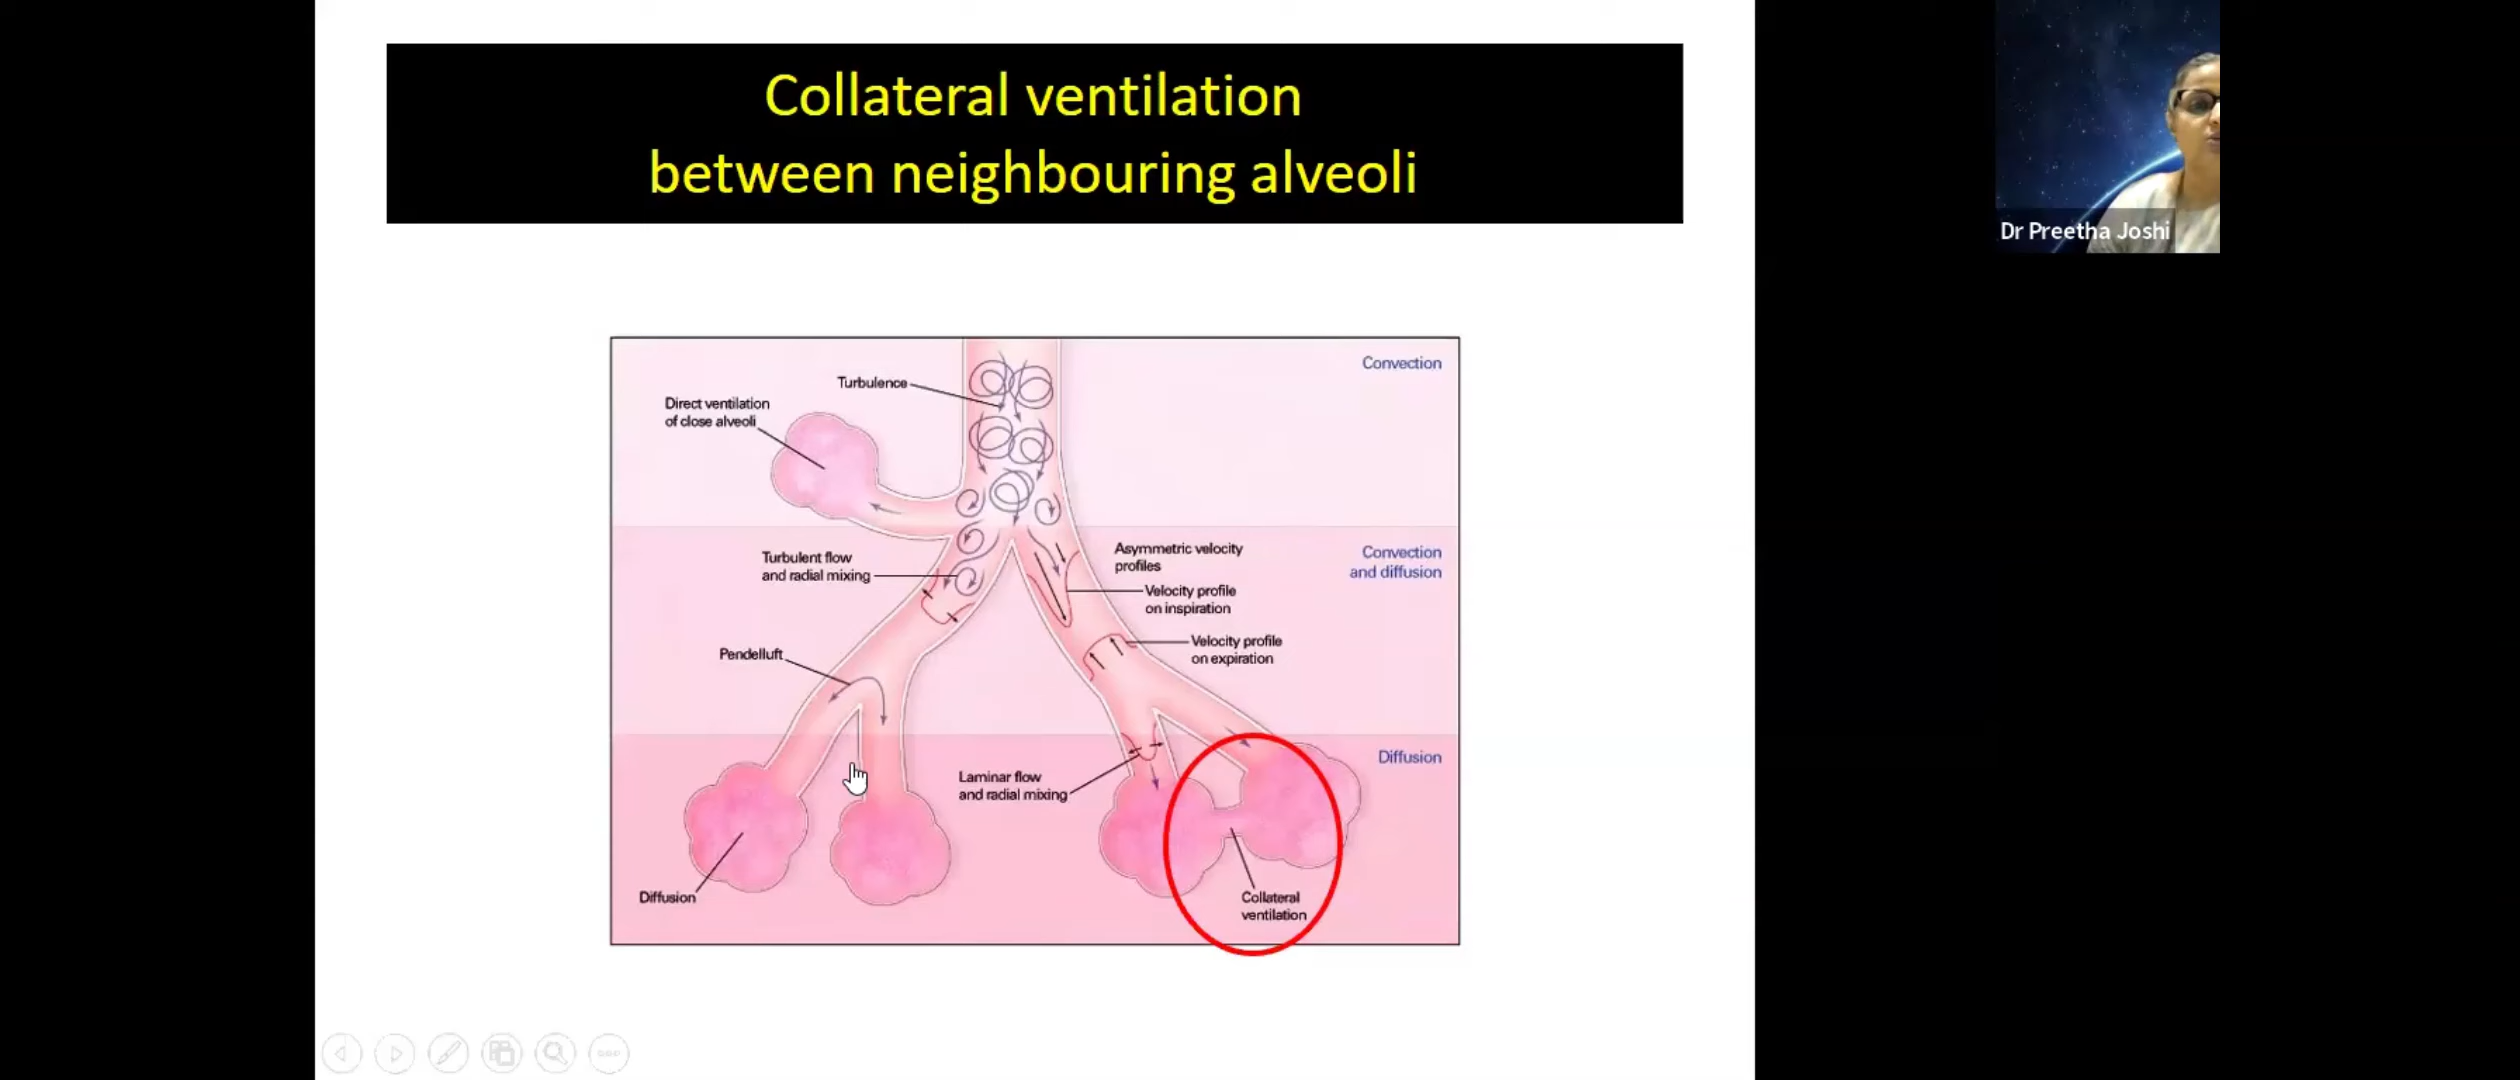 Collateral ventilation
between neighbouring alveoli
Dr Preetha Joshi
Convection
Turbulence
Direct ventilation
of close alveoli
Turbulent flow
and radial mixing
Asymmetric velocity
profiles
Convection
and diffusion
Velocity profile
on inspiration
Velocity profile
on expiration
Pendelluft
Diffusion
Laminar flow
and radial mixing
Diffusion
Collateral
ventilation